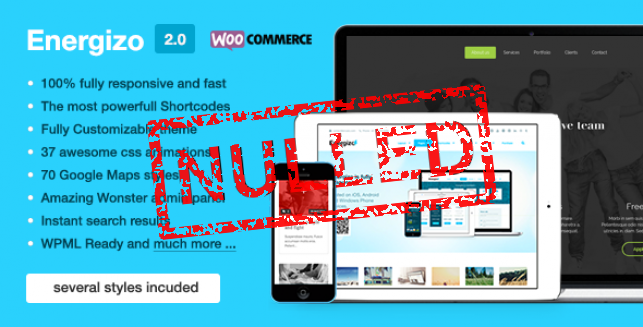 Energizo 2.0 WOO COMMERCE
• 100% fully responsive and fast
• The most powerfull Shortcodes
• Fully Customizable theme
• 37 awesome css animations
• 70 Google Maps styles
• Amazing Wonster admin panel
• Instant search results
• WPML Ready and much more ...
several styles incuded
NULLED
About us Services Portfolio Clients Contact
ve team
Energizo
Free